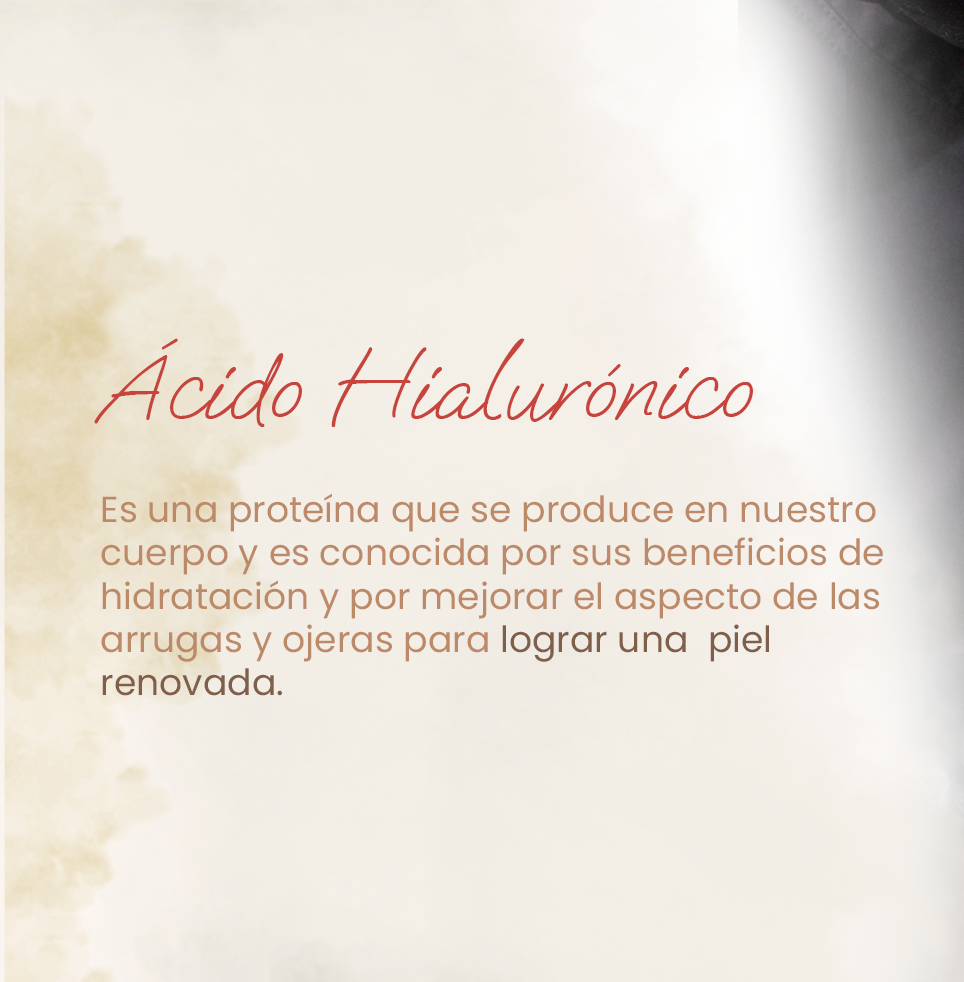 Ácido Hialurónico
Es una proteína que se produce en nuestro
cuerpo y es conocida por sus beneficios de
hidratación y por mejorar el aspecto de las
arrugas y ojeras para lograr una  piel
renovada.